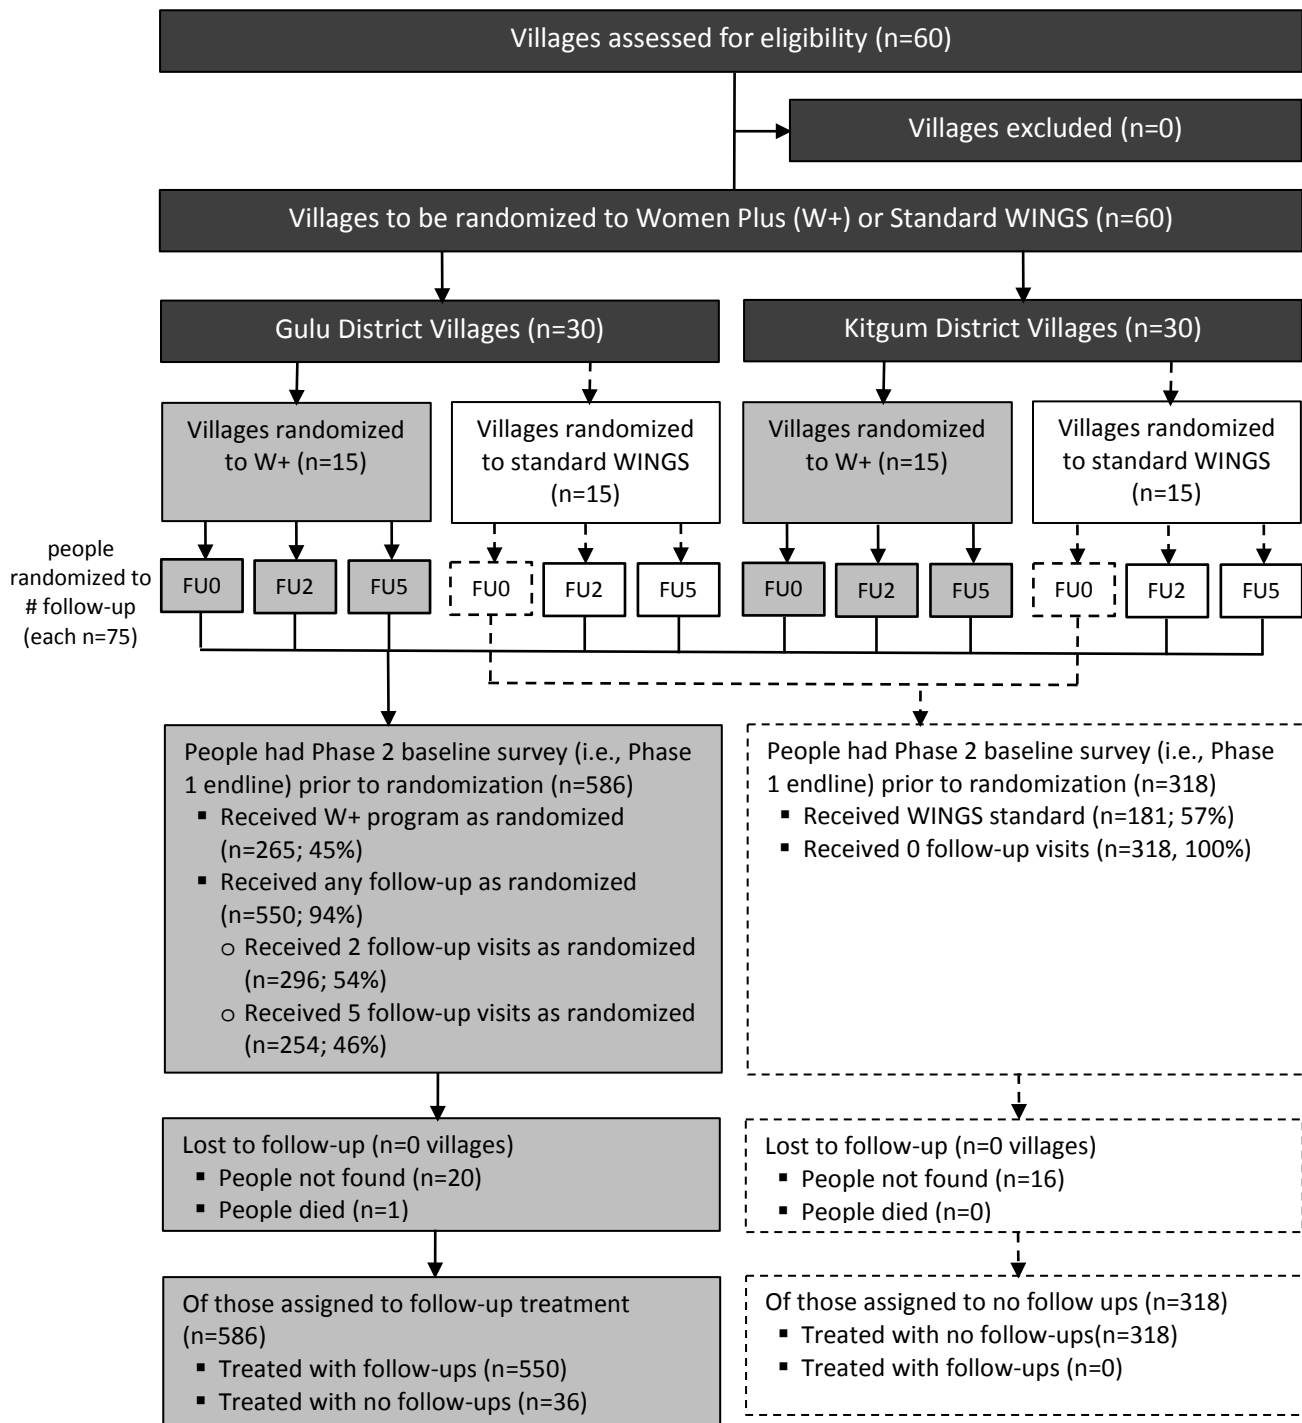 Villages assessed for eligibility (n=60)
Villages excluded (n=0)
Villages to be randomized to Women Plus (W+) or Standard WINGS (n=60)
Gulu District Villages (n=30)
Kitgum District Villages (n=30)
Villages randomized
to W+ (n=15)
Villages randomized
to standard WINGS
(n=15)
Villages randomized
to W+ (n=15)
Villages randomized
to standard WINGS
(n=15)
people
randomized to
# follow-up
(each n=75)
FU0
FU2
FU5
FU0
FU2
FU5
FU0
FU2
FU5
FU0
FU2
FU5
People had Phase 2 baseline survey (i.e., Phase
1 endline) prior to randomization (n=586)
▪ Received W+ program as randomized
(n=265; 45%)
▪ Received any follow-up as randomized
(n=550; 94%)
o Received 2 follow-up visits as randomized
(n=296; 54%)
o Received 5 follow-up visits as randomized
(n=254; 46%)
People had Phase 2 baseline survey (i.e., Phase
1 endline) prior to randomization (n=318)
▪ Received WINGS standard (n=181; 57%)
▪ Received 0 follow-up visits (n=318, 100%)
Lost to follow-up (n=0 villages)
▪ People not found (n=20)
▪ People died (n=1)
Lost to follow-up (n=0 villages)
▪ People not found (n=16)
▪ People died (n=0)
Of those assigned to follow-up treatment
(n=586)
▪ Treated with follow-ups (n=550)
▪ Treated with no follow-ups (n=36)
Of those assigned to no follow ups (n=318)
▪ Treated with no follow-ups(n=318)
▪ Treated with follow-ups (n=0)